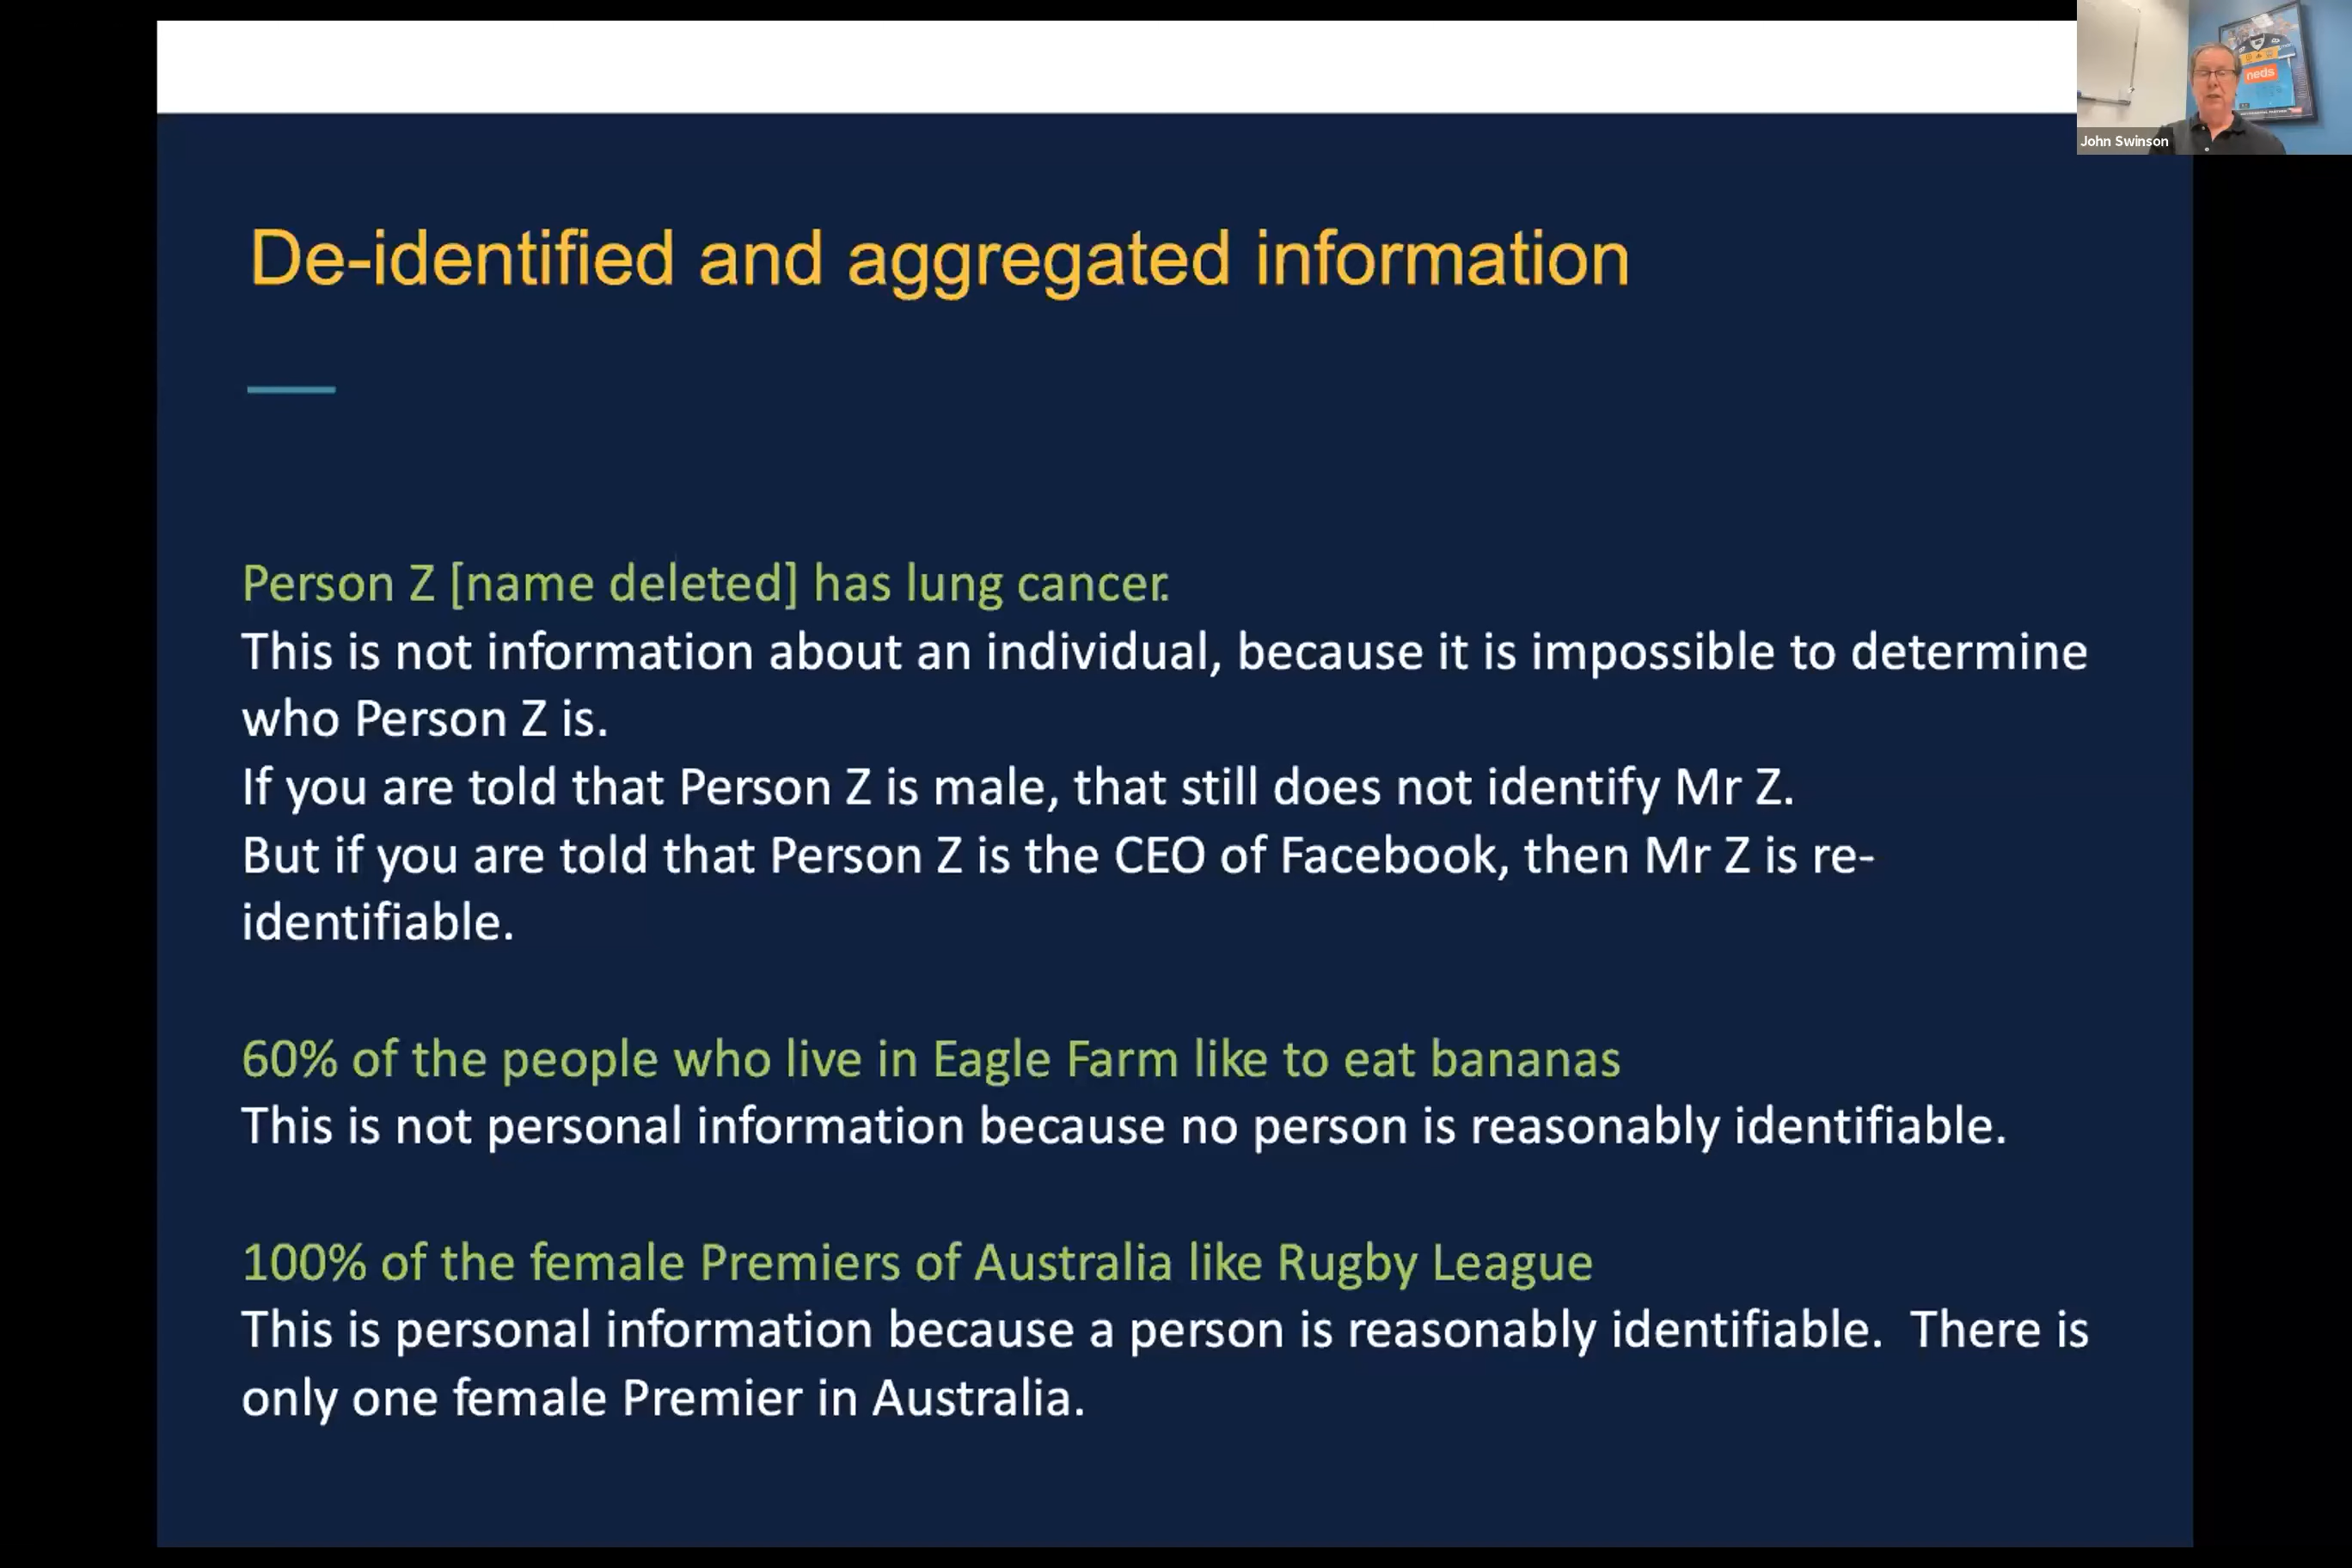 neds
John Swinson
De-identified and aggregated information
Person Z [name deleted] has lung cancer.
This is not information about an individual, because it is impossible to determine
who Person Z is.
If you are told that Person Z is male, that still does not identify Mr Z.
But if you are told that Person Z is the CEO of Facebook, then Mr Z is re-
identifiable.
60% of the people who live in Eagle Farm like to eat bananas
This is not personal information because no person is reasonably identifiable.
100% of the female Premiers of Australia like Rugby League
This is personal information because a person is reasonably identifiable.  There is
only one female Premier in Australia.